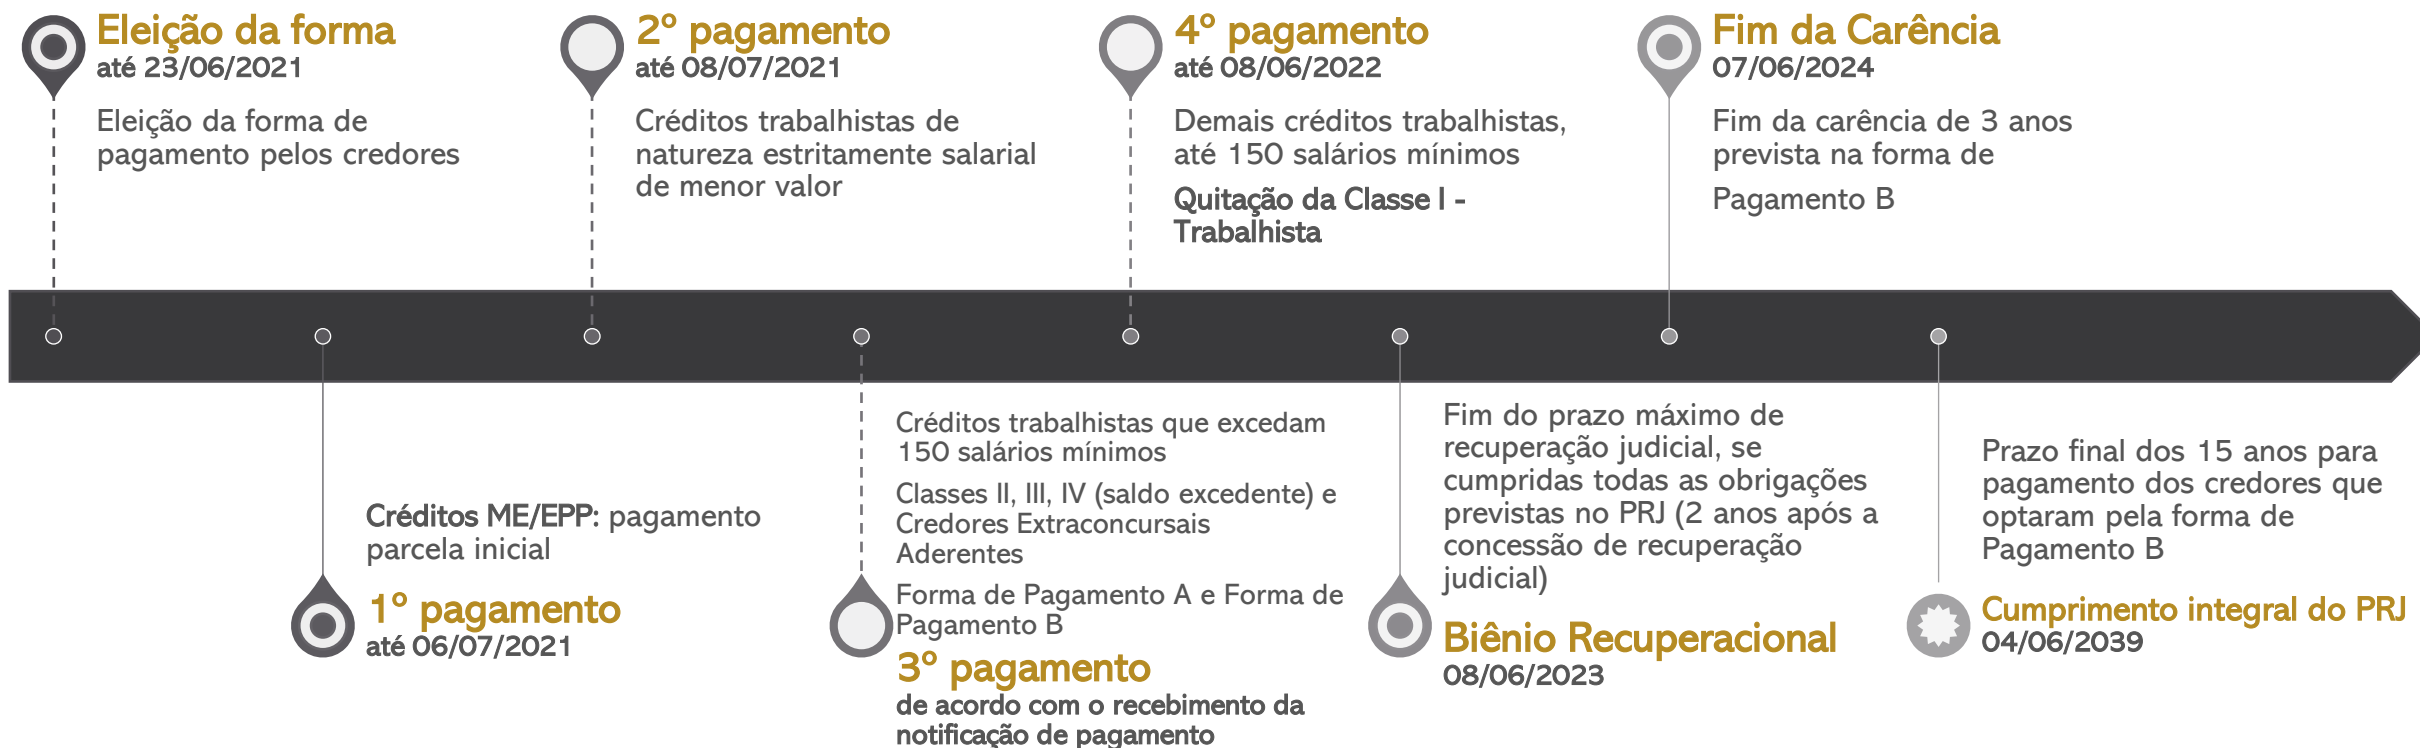 Eleição da forma
até 23/06/2021
Eleição da forma de
pagamento pelos credores
2º pagamento
até 08/07/2021
Créditos trabalhistas de
natureza estritamente salarial
de menor valor
4º pagamento
até 08/06/2022
Demais créditos trabalhistas,
até 150 salários mínimos
Quitação da Classe I -
Trabalhista
Fim da Carência
07/06/2024
Fim da carência de 3 anos
prevista na forma de
Pagamento B
Créditos ME/EPP: pagamento
parcela inicial
1º pagamento
até 06/07/2021
Créditos trabalhistas que excedam
150 salários mínimos
Classes II, III, IV (saldo excedente) e
Credores Extraconcursais
Aderentes
Forma de Pagamento A e Forma de
Pagamento B
3º pagamento
de acordo com o recebimento da
notificação de pagamento
Fim do prazo máximo de
recuperação judicial, se
cumpridas todas as obrigações
previstas no PRJ (2 anos após a
concessão de recuperação
judicial)
Biênio Recuperacional
08/06/2023
Prazo final dos 15 anos para
pagamento dos credores que
optaram pela forma de
Pagamento B
Cumprimento integral do PRJ
04/06/2039